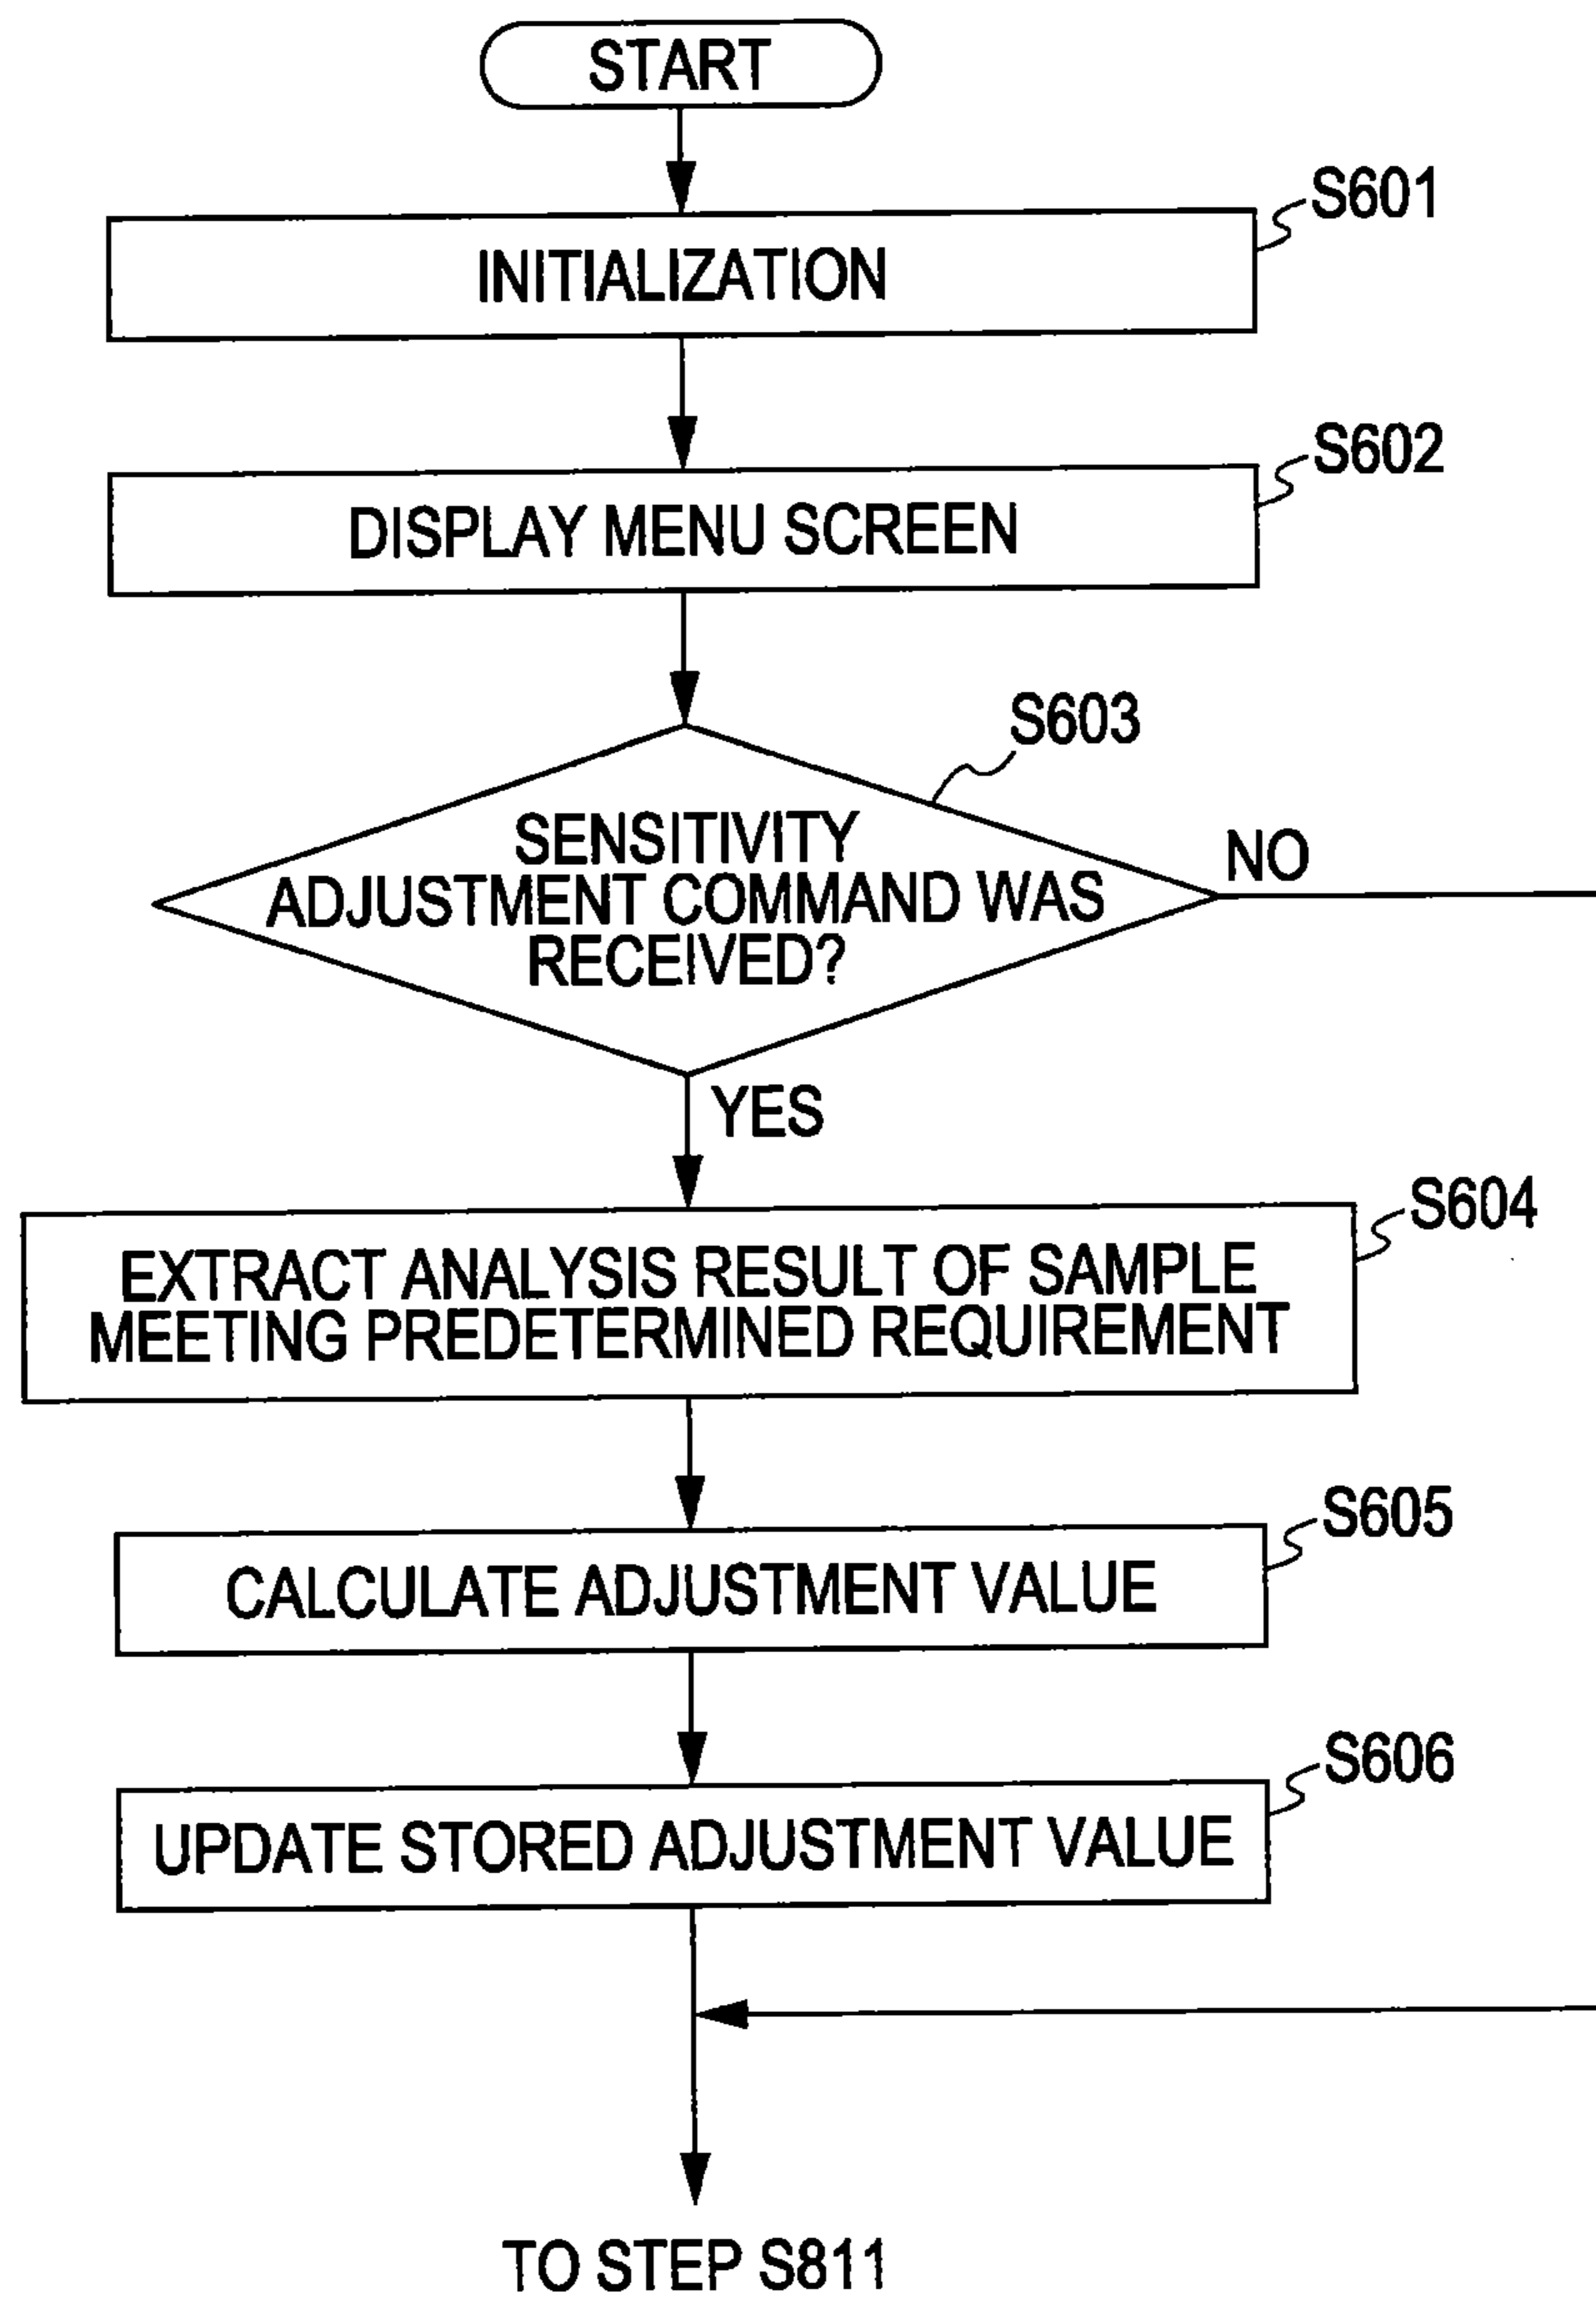 START
S601
INITIALIZATION
S602
DISPLAY MENU SCREEN
S603
SENSITIVITY
ADJUSTMENT COMMAND WAS
RECEIVED?
NO
YES
S604
EXTRACT ANALYSIS RESULT OF SAMPLE
MEETING PREDETERMINED REQUIREMENT
S605
CALCULATE ADJUSTMENT VALUE
S606
UPDATE STORED ADJUSTMENT VALUE
TO STEP S811